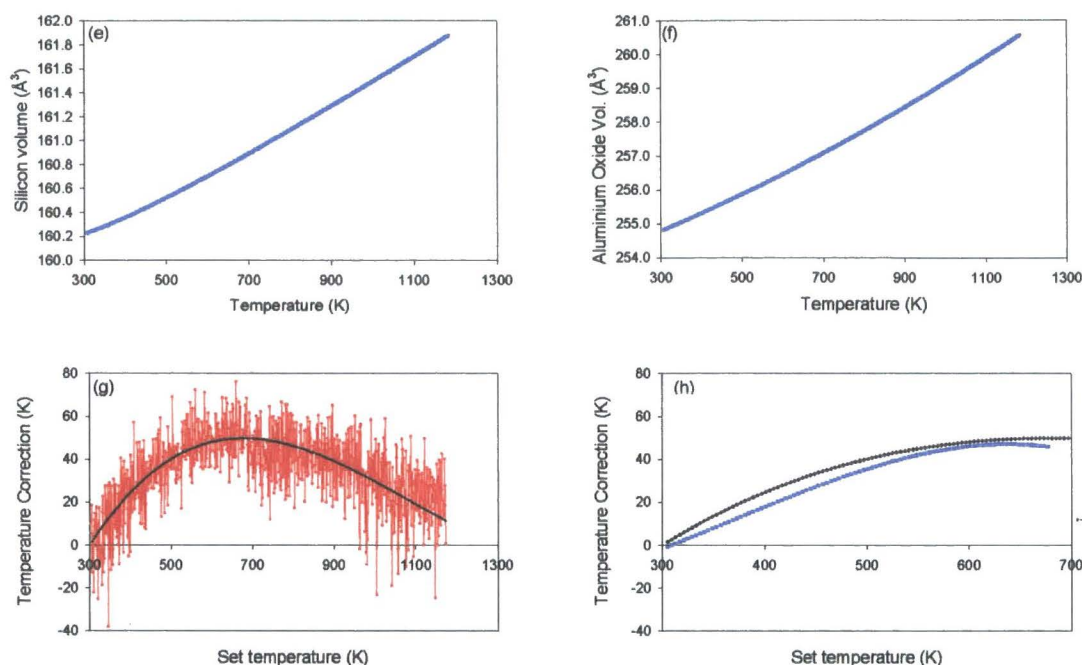 (e)
Silicon volume (Å³)
162.0
161.8
161.6
161.4
161.2
161.0
160.8
160.6
160.4
160.2
160.0
300 500 700 900 1100 1300
Temperature (K)
(f)
Aluminium Oxide Vol. (Å³)
261.0
260.0
259.0
258.0
257.0
256.0
255.0
254.0
300 500 700 900 1100 1300
Temperature (K)
(g)
Temperature Correction (K)
80
60
40
20
0
-20
-40
300 500 700 900 1100 1300
Set temperature (K)
(h)
Temperature Correction (K)
80
60
40
20
0
-20
-40
300 400 500 600 700
Set temperature (K)